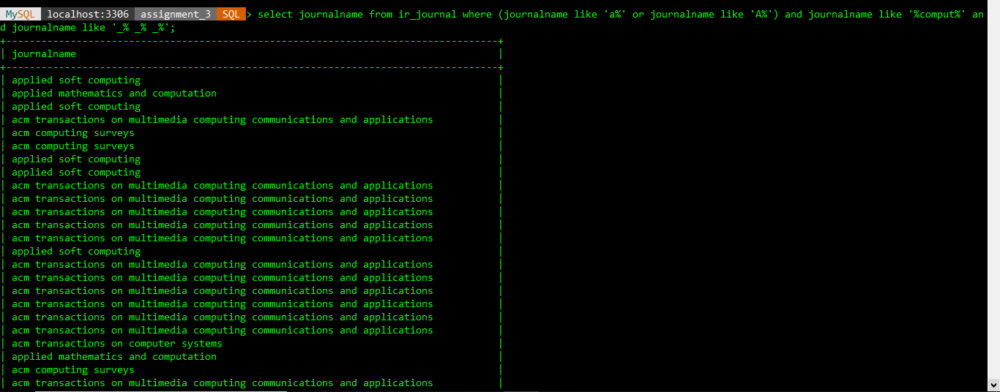 MySQL localhost:3306 assignment_3 SQL > select journalname from ir_journal where (journalname like 'a%' or journalname like 'A%') and journalname like '%comput%' an
d journalname like '_% _% _%';
+------------------------------------------------------------------------------------+
| journalname |
+------------------------------------------------------------------------------------+
| applied soft computing |
| applied mathematics and computation |
| applied soft computing |
| acm transactions on multimedia computing communications and applications |
| acm computing surveys |
| acm computing surveys |
| applied soft computing |
| applied soft computing |
| acm transactions on multimedia computing communications and applications |
| acm transactions on multimedia computing communications and applications |
| acm transactions on multimedia computing communications and applications |
| acm transactions on multimedia computing communications and applications |
| acm transactions on multimedia computing communications and applications |
| applied soft computing |
| acm transactions on multimedia computing communications and applications |
| acm transactions on multimedia computing communications and applications |
| acm transactions on multimedia computing communications and applications |
| acm transactions on multimedia computing communications and applications |
| acm transactions on multimedia computing communications and applications |
| acm transactions on multimedia computing communications and applications |
| acm transactions on computer systems |
| applied mathematics and computation |
| acm computing surveys |
| acm transactions on multimedia computing communications and applications |